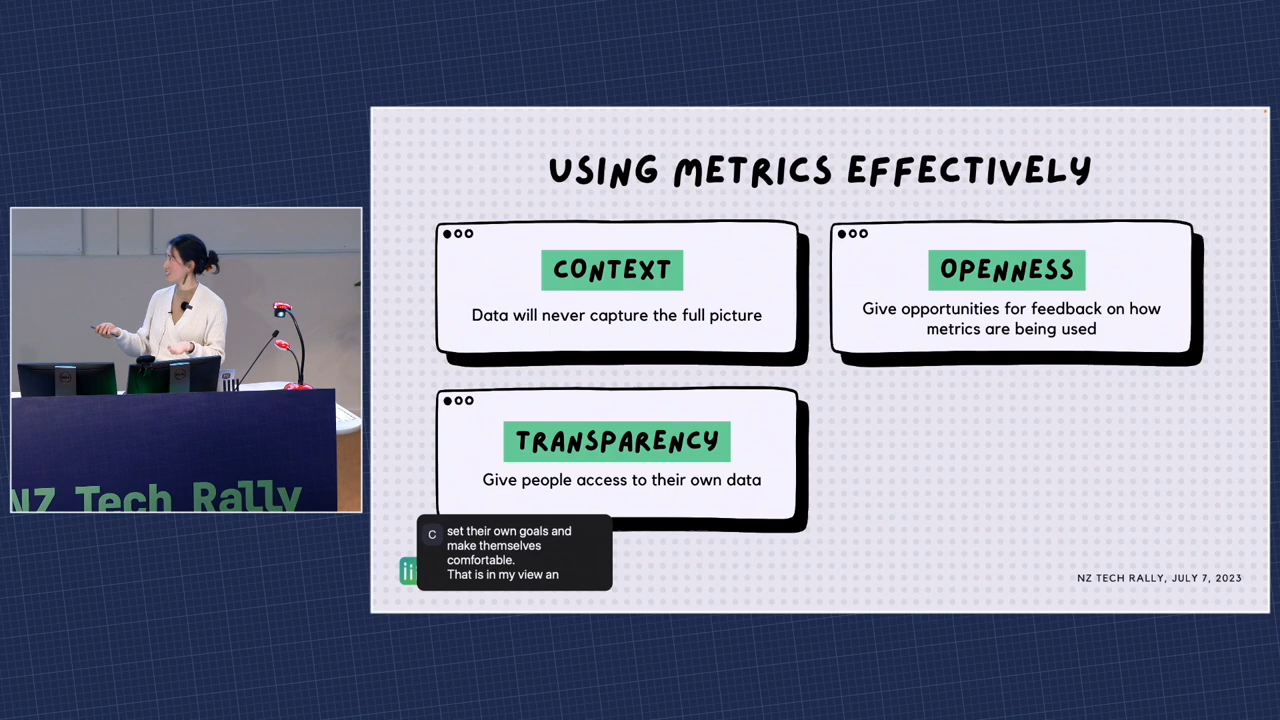 USING METRICS EFFECTIVELY
CONTEXT
Data will never capture the full picture
OPENNESS
Give opportunities for feedback on how
metrics are being used
TRANSPARENCY
Give people access to their own data
C
set their own goals and
make themselves
comfortable.
That is in my view an
NZ TECH RALLY, JULY 7, 2023
NZ Tech Rally